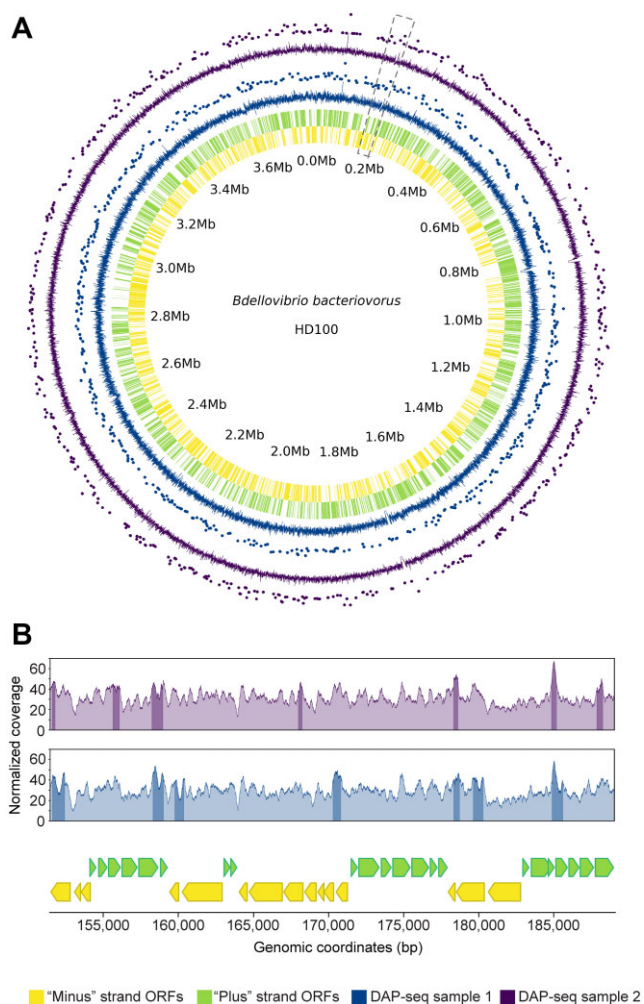 A
0.0Mb
0.2Mb
0.4Mb
0.6Mb
0.8Mb
1.0Mb
1.2Mb
1.4Mb
1.6Mb
1.8Mb
2.0Mb
2.2Mb
2.4Mb
2.6Mb
2.8Mb
3.0Mb
3.2Mb
3.4Mb
3.6Mb
Bdellovibrio bacteriovorus
HD100
B
Normalized coverage
60
40
20
0
60
40
20
0
155,000 160,000 165,000 170,000 175,000 180,000 185,000
Genomic coordinates (bp)
"Minus" strand ORFs "Plus" strand ORFs DAP-seq sample 1 DAP-seq sample 2